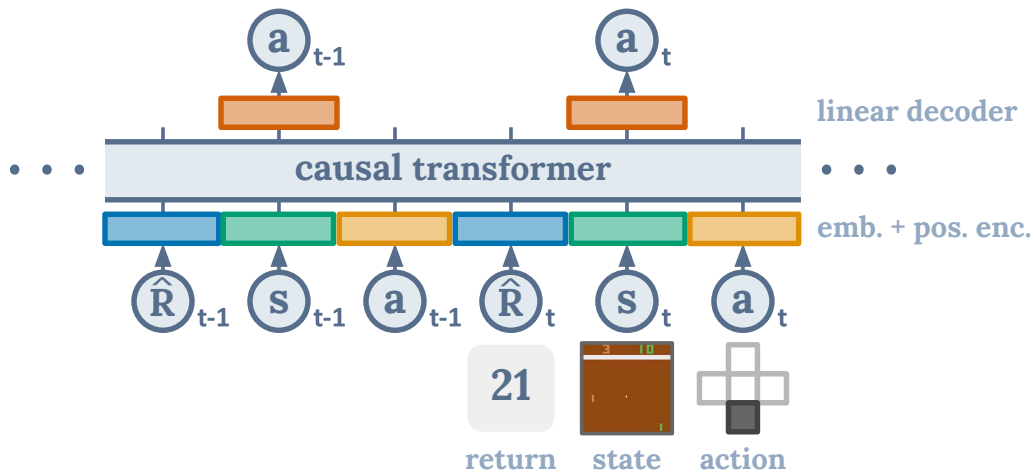 a t-1 a t
linear decoder
. . . causal transformer . . .
emb. + pos. enc.
R̂ t-1 s t-1 a t-1 R̂ t s t a t
21 3 10
return state action